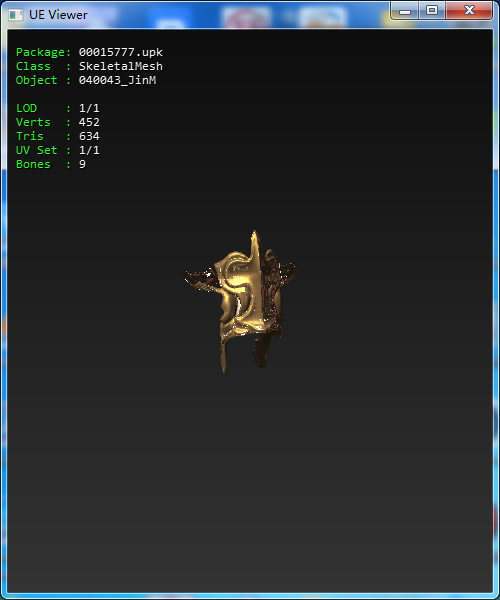 UE Viewer
Package: 00015777.upk
Class : SkeletalMesh
Object : 040043_JinM
LOD : 1/1
Verts : 452
Tris : 634
UV Set : 1/1
Bones : 9